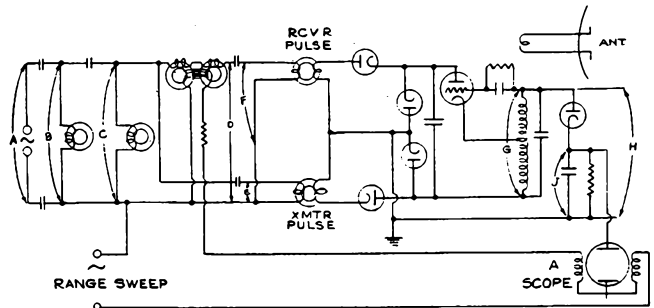 RCVR
PULSE
ANT.
A
B
C
D
F
E
G
H
J
XMTR
PULSE
RANGE SWEEP
A
SCOPE